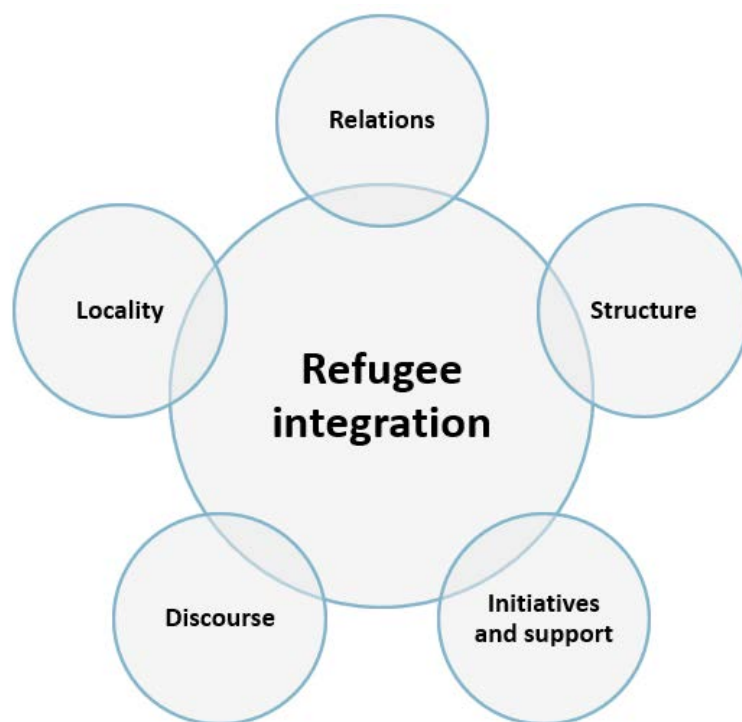 Relations
Locality
Structure
Refugee
integration
Discourse
Initiatives
and support